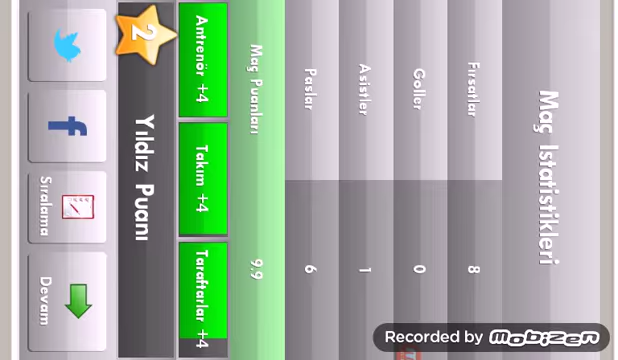 Maç İstatistikleri
Fırsatlar 8
Goller 0
Asistler 1
Paslar 6
Maç Puanları 9,9
Antrenör +4 Takım +4 Taraftarlar +4
2 Yıldız Puanı
f Sıralama Devam
Recorded by mobizen